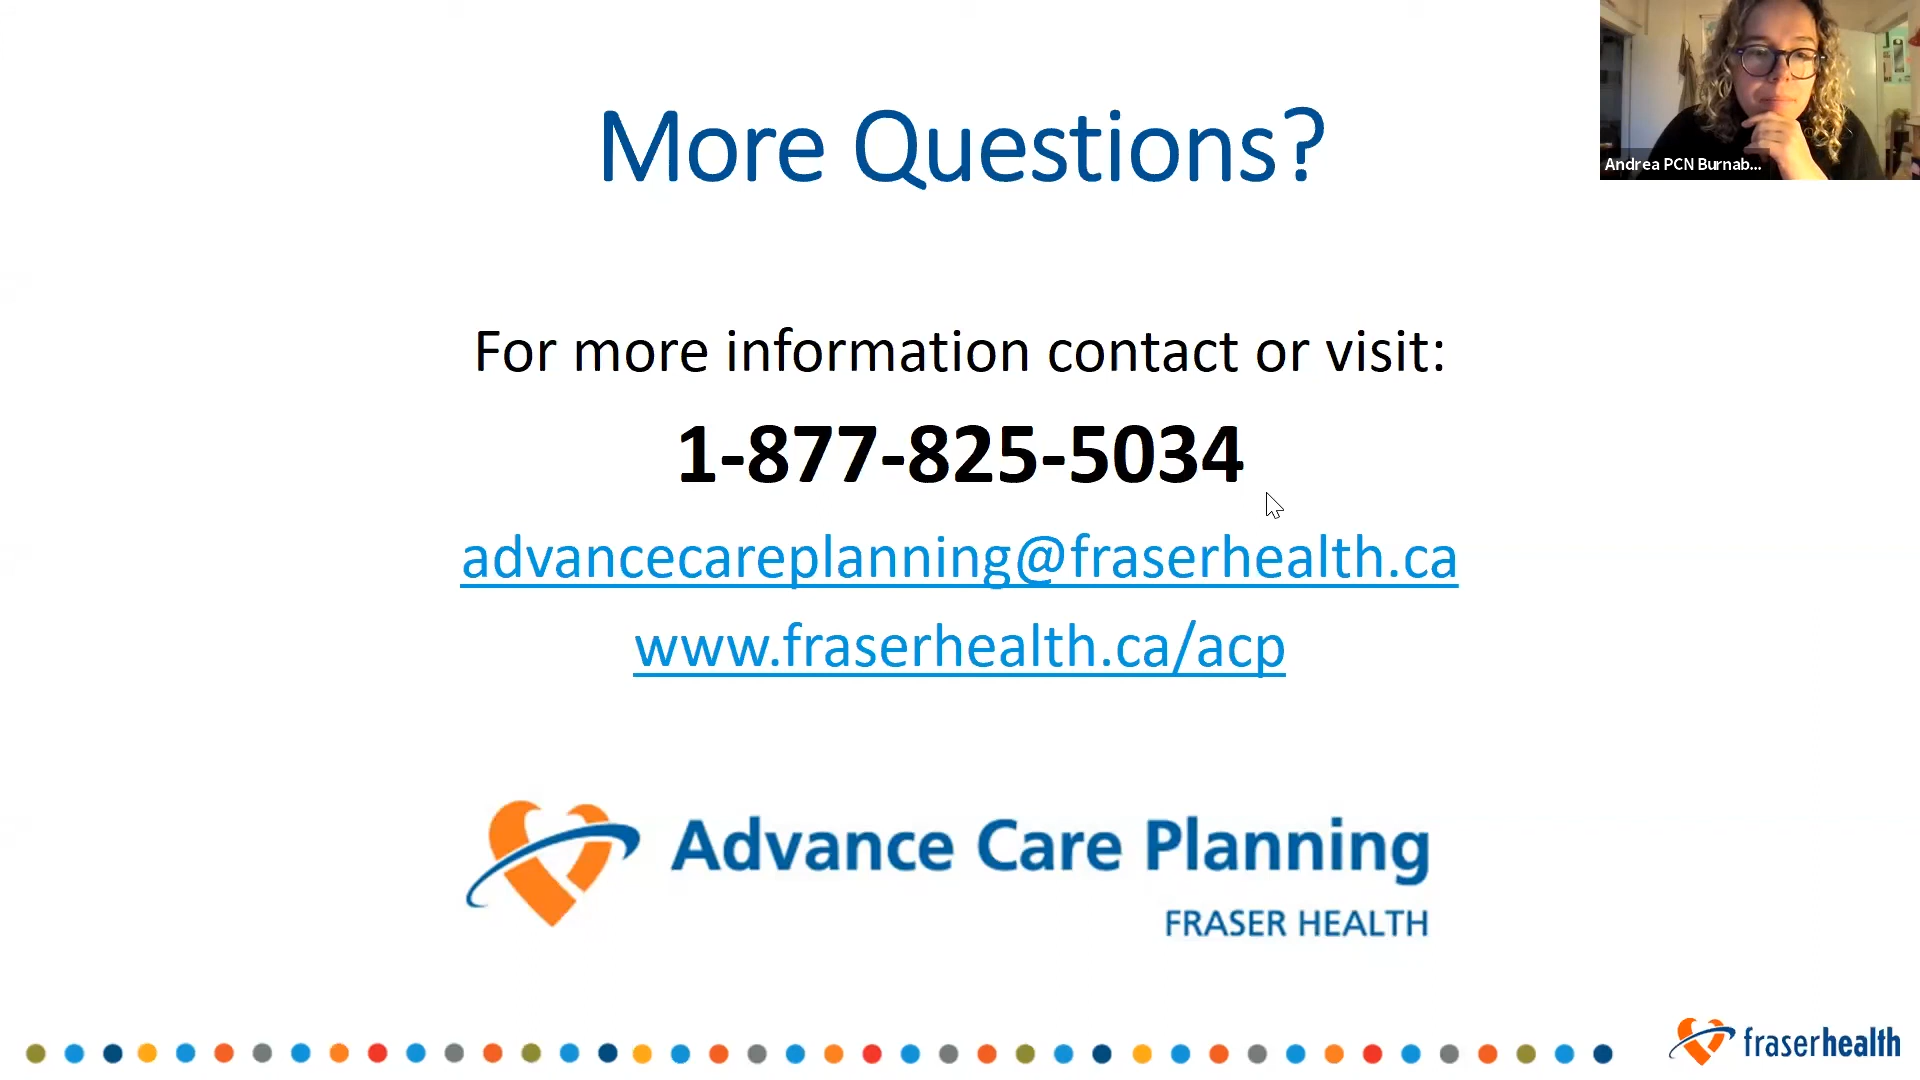 More Questions?
Andrea PCN Burnab...
For more information contact or visit:
1-877-825-5034
advancecareplanning@fraserhealth.ca
www.fraserhealth.ca/acp
Advance Care Planning
FRASER HEALTH
fraserhealth